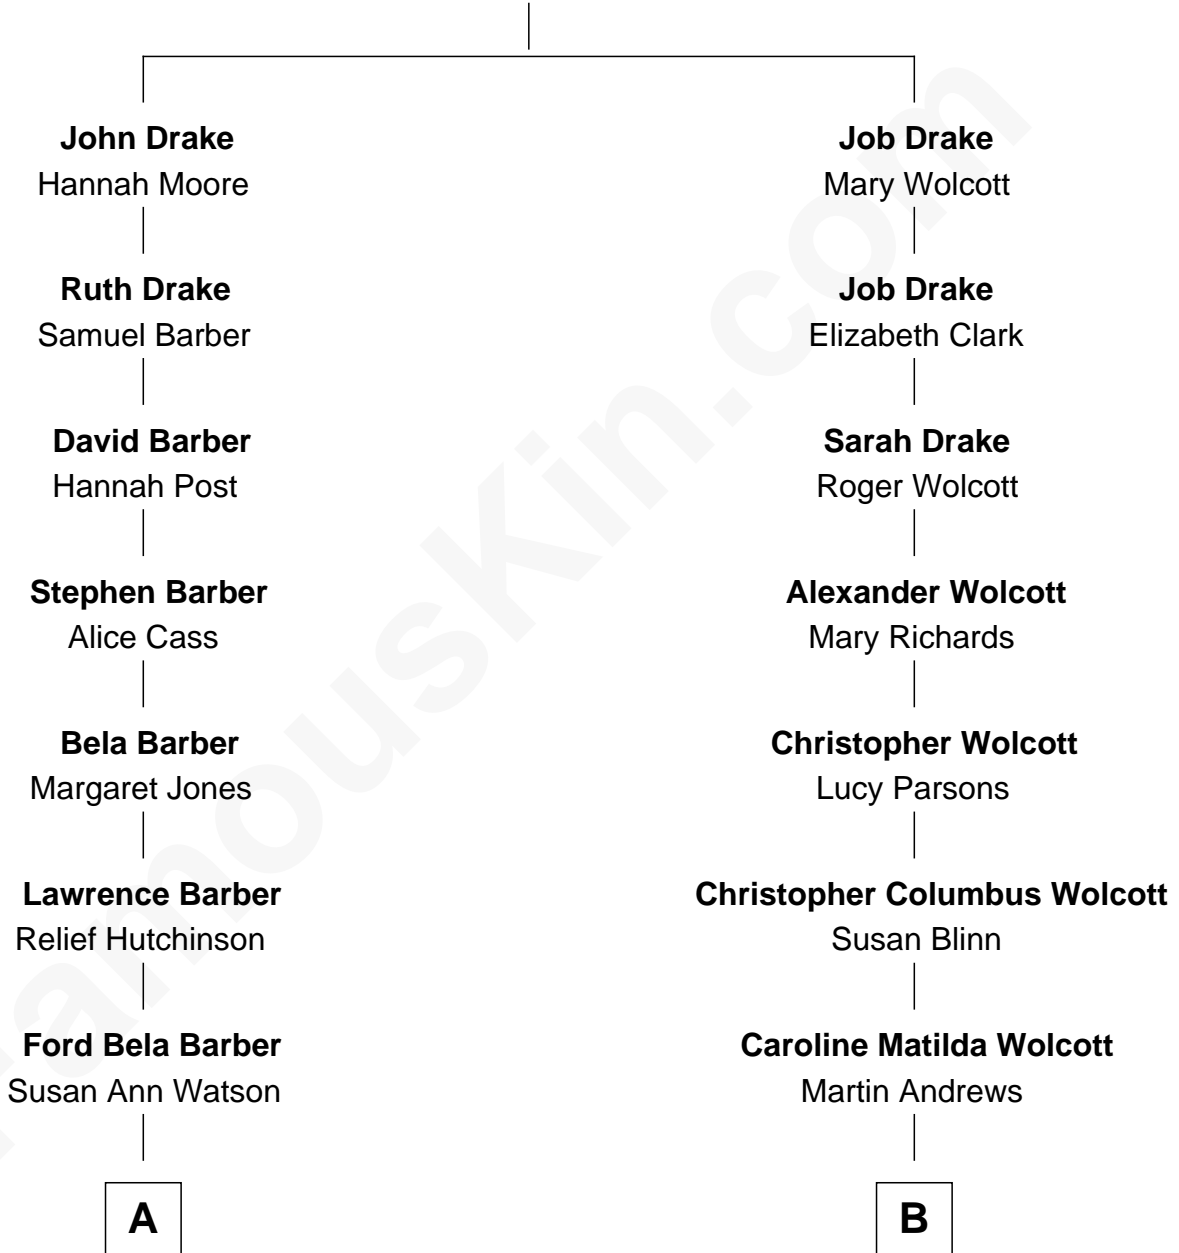 John Drake
Hannah Moore
Ruth Drake
Samuel Barber
David Barber
Hannah Post
Stephen Barber
Alice Cass
Bela Barber
Margaret Jones
Lawrence Barber
Relief Hutchinson
Ford Bela Barber
Susan Ann Watson
A
Job Drake
Mary Wolcott
Job Drake
Elizabeth Clark
Sarah Drake
Roger Wolcott
Alexander Wolcott
Mary Richards
Christopher Wolcott
Lucy Parsons
Christopher Columbus Wolcott
Susan Blinn
Caroline Matilda Wolcott
Martin Andrews
B
FamousKin.com